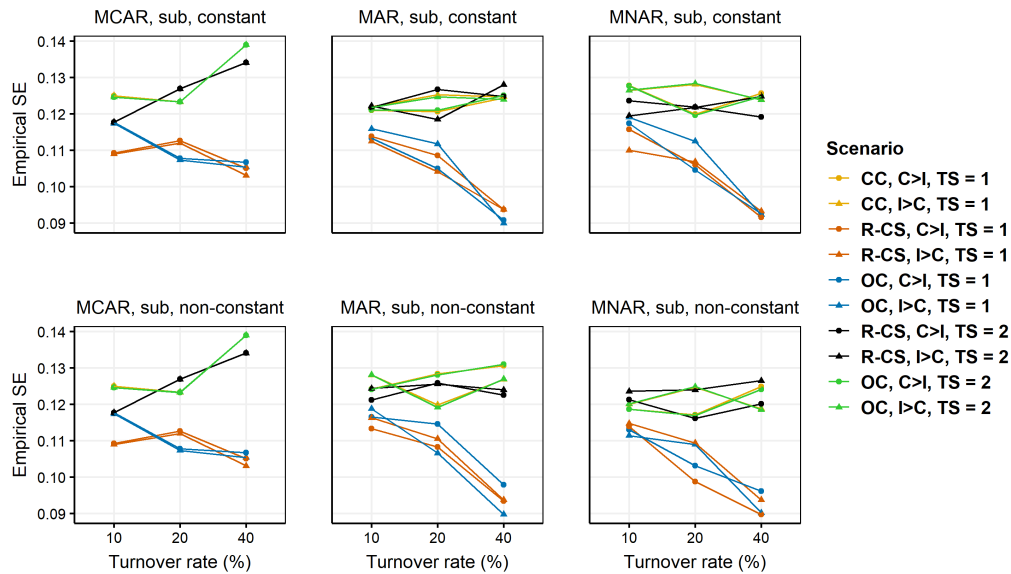 MCAR, sub, constant
MAR, sub, constant
MNAR, sub, constant
Empirical SE
0.14
0.13
0.12
0.11
0.10
0.09
MCAR, sub, non-constant
MAR, sub, non-constant
MNAR, sub, non-constant
Empirical SE
0.14
0.13
0.12
0.11
0.10
0.09
10 20 40
10 20 40
10 20 40
Turnover rate (%)
Turnover rate (%)
Turnover rate (%)
Scenario
CC, C>I, TS = 1
CC, I>C, TS = 1
R-CS, C>I, TS = 1
R-CS, I>C, TS = 1
OC, C>I, TS = 1
OC, I>C, TS = 1
R-CS, C>I, TS = 2
R-CS, I>C, TS = 2
OC, C>I, TS = 2
OC, I>C, TS = 2